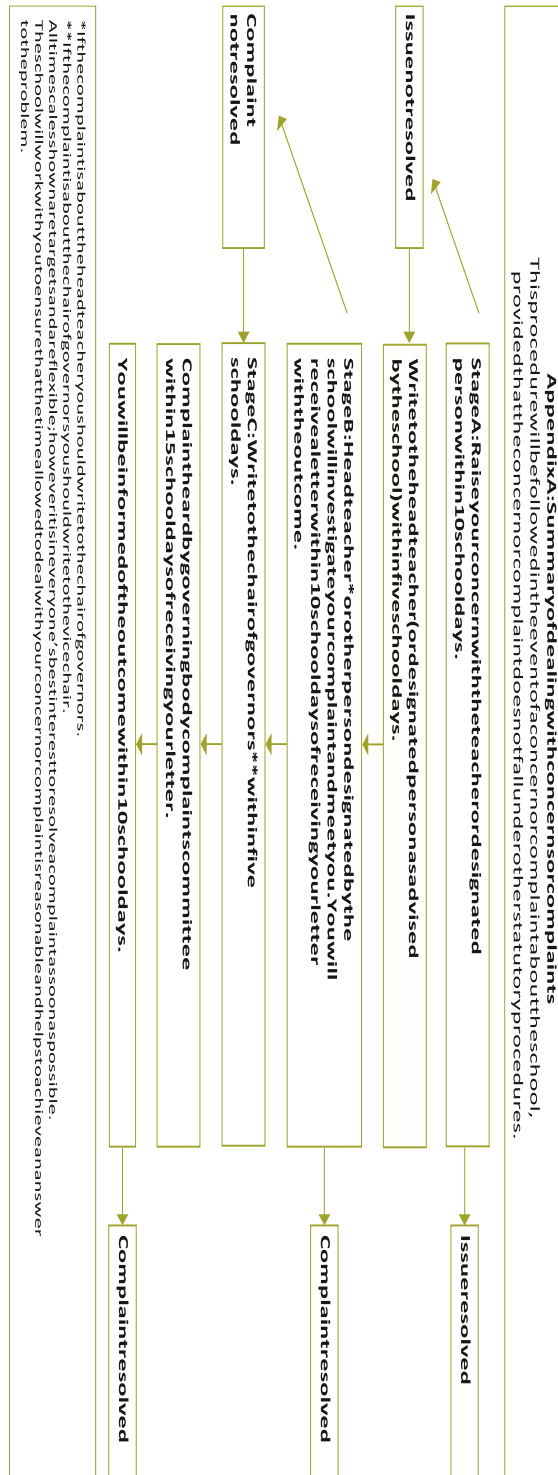 AppendixA:Summaryofdealingwithconcernsorcomplaints
Thisprocedurewillbefollowedintheeventofaconcernorcomplaintabouttheschool,
providedthattheconcernorcomplaintdoesnotfallunderotherstatutoryprocedures.
StageA:Raiseyourconcernwiththeteacherordesignated
personwithin10schooldays.
Issueresolved
Issuenotresolved
Writetotheheadteacher(ordesignatedpersonasadvised
bytheschool)withinfiveschooldays.
StageB:Headteacher*orotherpersondesignatedbythe
schoolwillinvestigateyourcomplaintandmeetyou.Youwill
receivealetterwithin10schooldaysofreceivingyourletter
withtheoutcome.
Complaintresolved
Complaint
notresolved
StageC:Writetothechairofgovernors**withinfive
schooldays.
Complaintheardbygoverningbodycomplaintscommittee
within15schooldaysofreceivingyourletter.
Youwillbeinformedoftheoutcomewithin10schooldays.
Complaintresolved
*Ifthecomplaintisabouttheheadteacheryoushouldwritetothechairofgovernors.
**Ifthecomplaintisaboutthechairofgovernorsyoushouldwritetothevicechair.
Alltimescalesshownaretargetsandareflexible;howeveritisineveryone’sbestinteresttoresolveacomplaintassoonaspossible.
Theschoolwillworkwithyoutoensurethatthetimeallowedtodealwithyourconcernorcomplaintisreasonableandhelpstoachieveananswer
totheproblem.